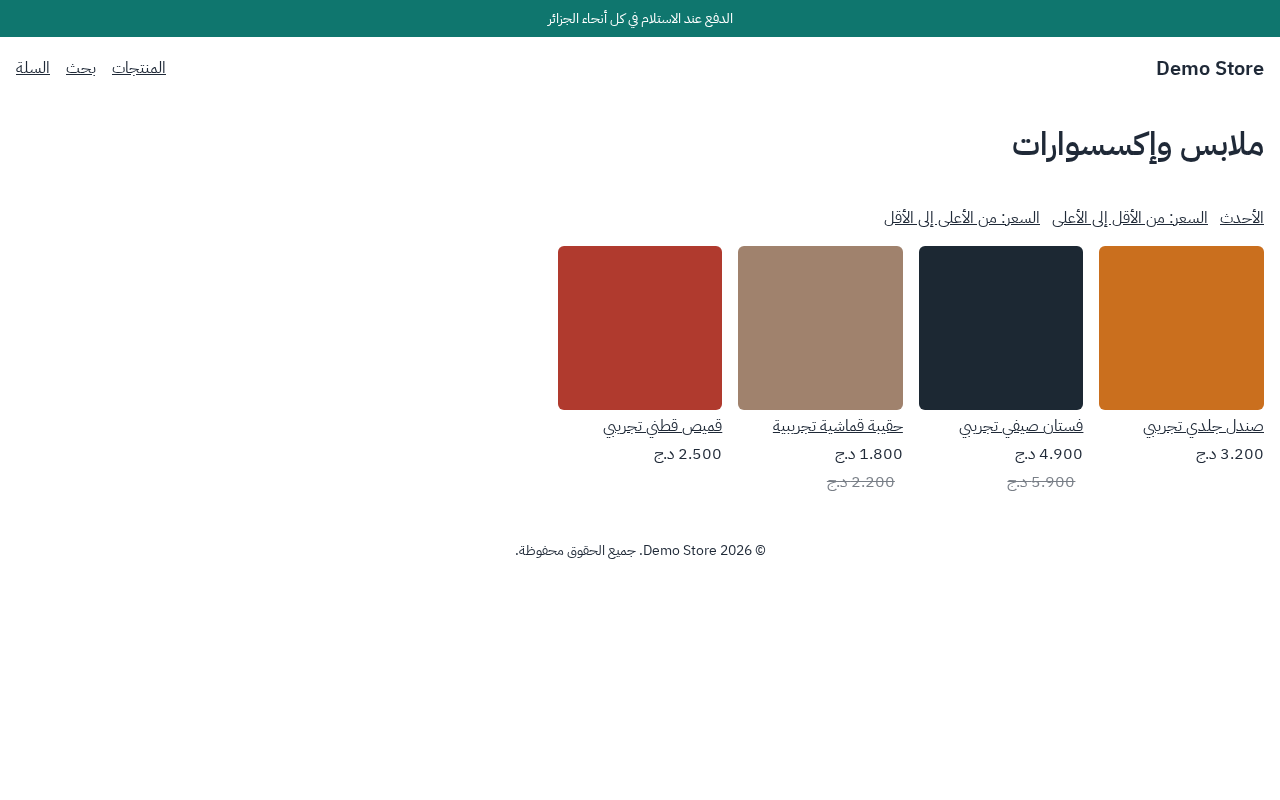 الدفع عند الاستلام في كل أنحاء الجزائر
Demo Store
المنتجات بحث السلة
ملابس وإكسسوارات
الأحدث السعر: من الأقل إلى الأعلى السعر: من الأعلى إلى الأقل
صندل جلدي تجريبي
3.200 د.ج
فستان صيفي تجريبي
4.900 د.ج
5.900 د.ج
حقيبة قماشية تجريبية
1.800 د.ج
2.200 د.ج
قميص قطني تجريبي
2.500 د.ج
© 2026 Demo Store. جميع الحقوق محفوظة.